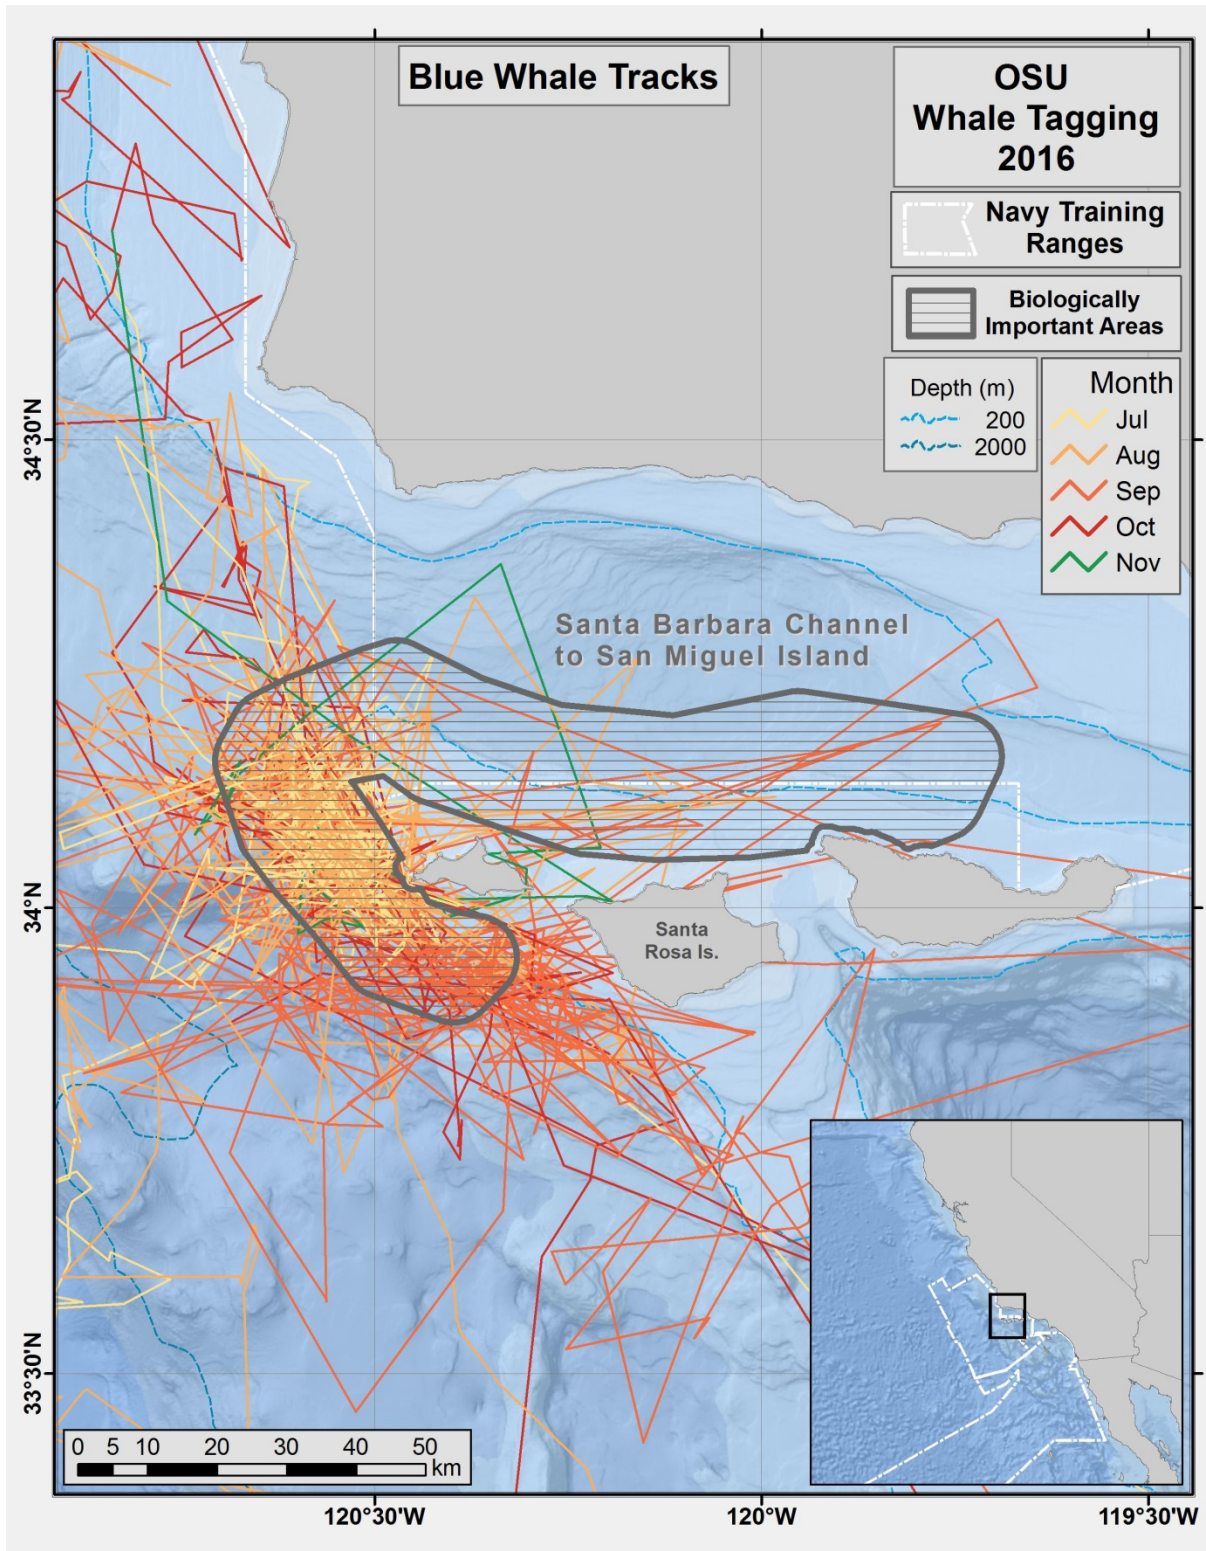 Blue Whale Tracks
OSU
Whale Tagging
2016
Navy Training
Ranges
Biologically
Important Areas
Depth (m)
200
2000
Month
Jul
Aug
Sep
Oct
Nov
34°30'N
Santa Barbara Channel
to San Miguel Island
34°N
Santa
Rosa Is.
33°30'N
0 5 10 20 30 40 50
km
120°30'W 120°W 119°30'W